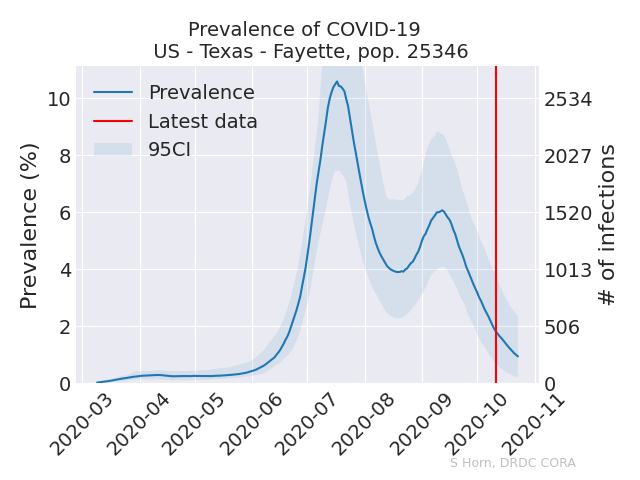 Prevalence of COVID-19
US - Texas - Fayette, pop. 25346
Prevalence
Latest data
95CI
Prevalence (%)
10
8
6
4
2
0
2534
2027
1520
1013
506
0
# of infections
2020-03
2020-04
2020-05
2020-06
2020-07
2020-08
2020-09
2020-10
2020-11
S Horn, DRDC CORA